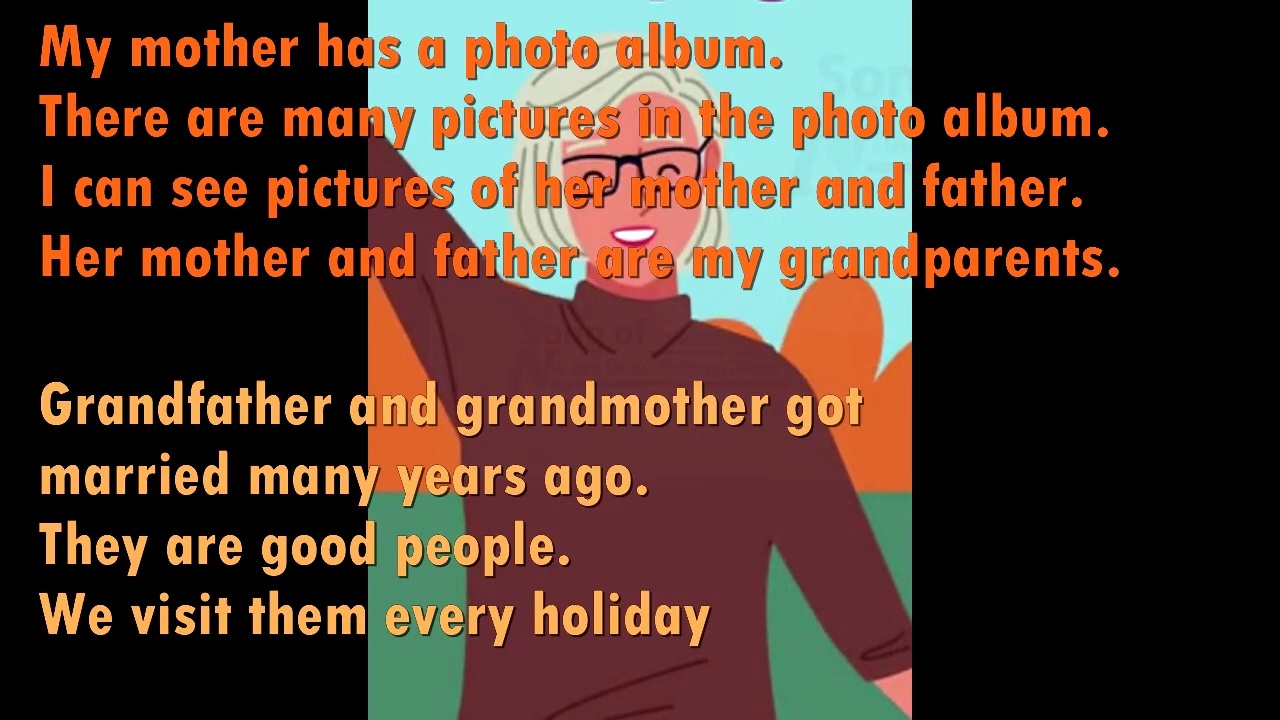 My mother has a photo album.
There are many pictures in the photo album.
I can see pictures of her mother and father.
Her mother and father are my grandparents.
Grandfather and grandmother got
married many years ago.
They are good people.
We visit them every holiday